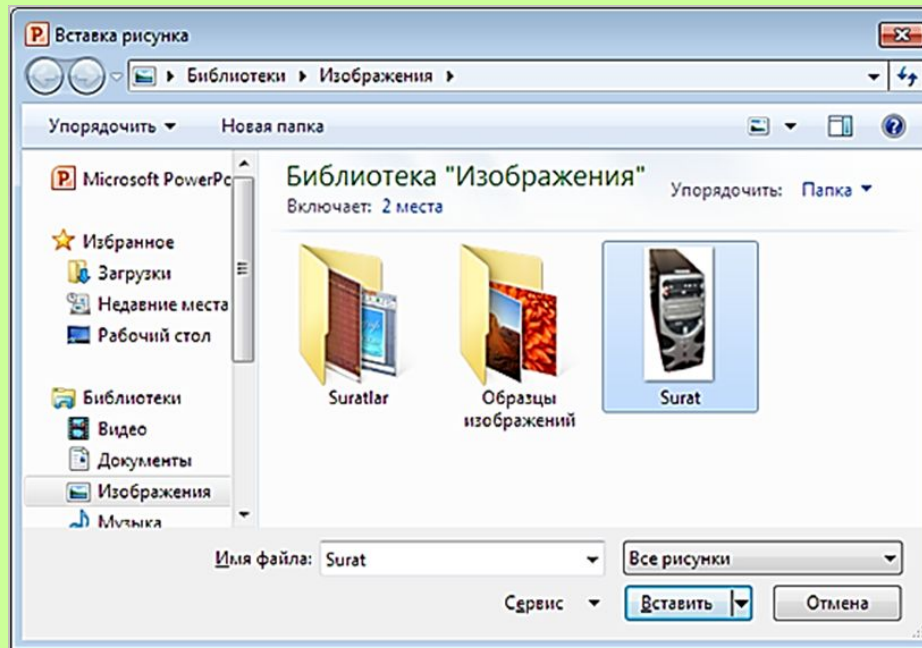 Вставка рисунка
Библиотеки Изображения
Упорядочить Новая папка
Microsoft PowerPo
Избранное
Загрузки
Недавние места
Рабочий стол
Библиотеки
Видео
Документы
Изображения
Музыка
Библиотека "Изображения"
Включает: 2 места
Упорядочить: Папка
Suratlar
Образцы
изображений
Surat
Имя файла: Surat
Все рисунки
Сервис Вставить Отмена